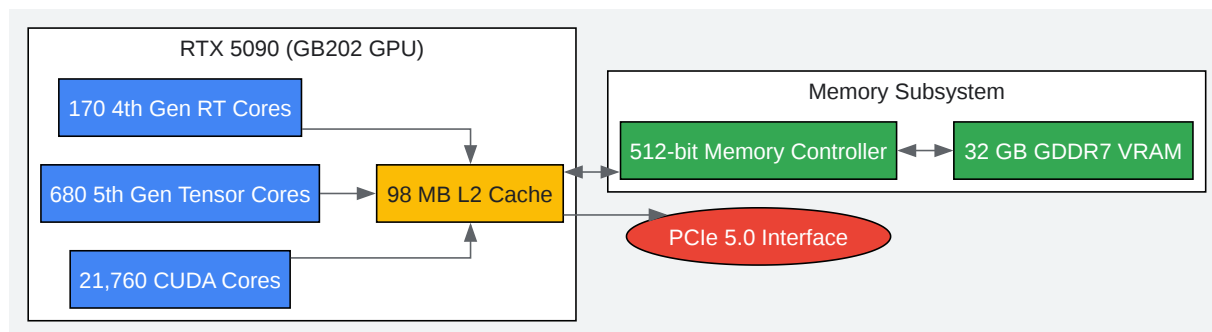 RTX 5090 (GB202 GPU)
170 4th Gen RT Cores
680 5th Gen Tensor Cores
98 MB L2 Cache
21,760 CUDA Cores
Memory Subsystem
512-bit Memory Controller
32 GB GDDR7 VRAM
PCIe 5.0 Interface